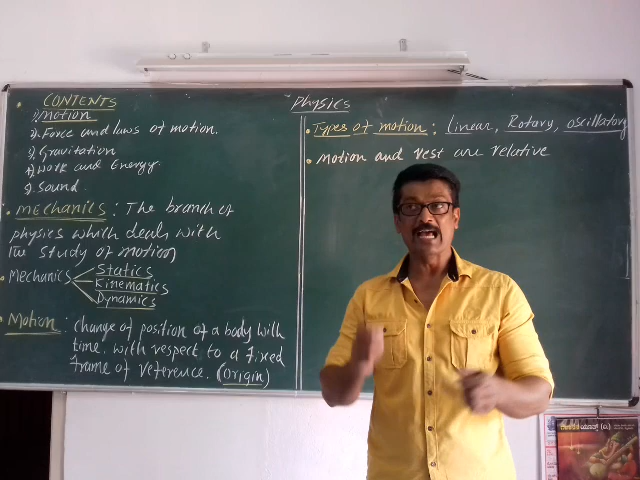 Physics
CONTENTS
1) Motion
2) Force and laws of motion.
3) Gravitation
4) Work and Energy.
5) Sound.
Mechanics : The branch of
physics which deals with
the study of motion
Mechanics
Statics
Kinematics
Dynamics
Motion : change of position of a body with
time. with respect to a fixed
frame of reference. (origin)
Types of motion : Linear, Rotary, oscillatory
Motion and rest are relative